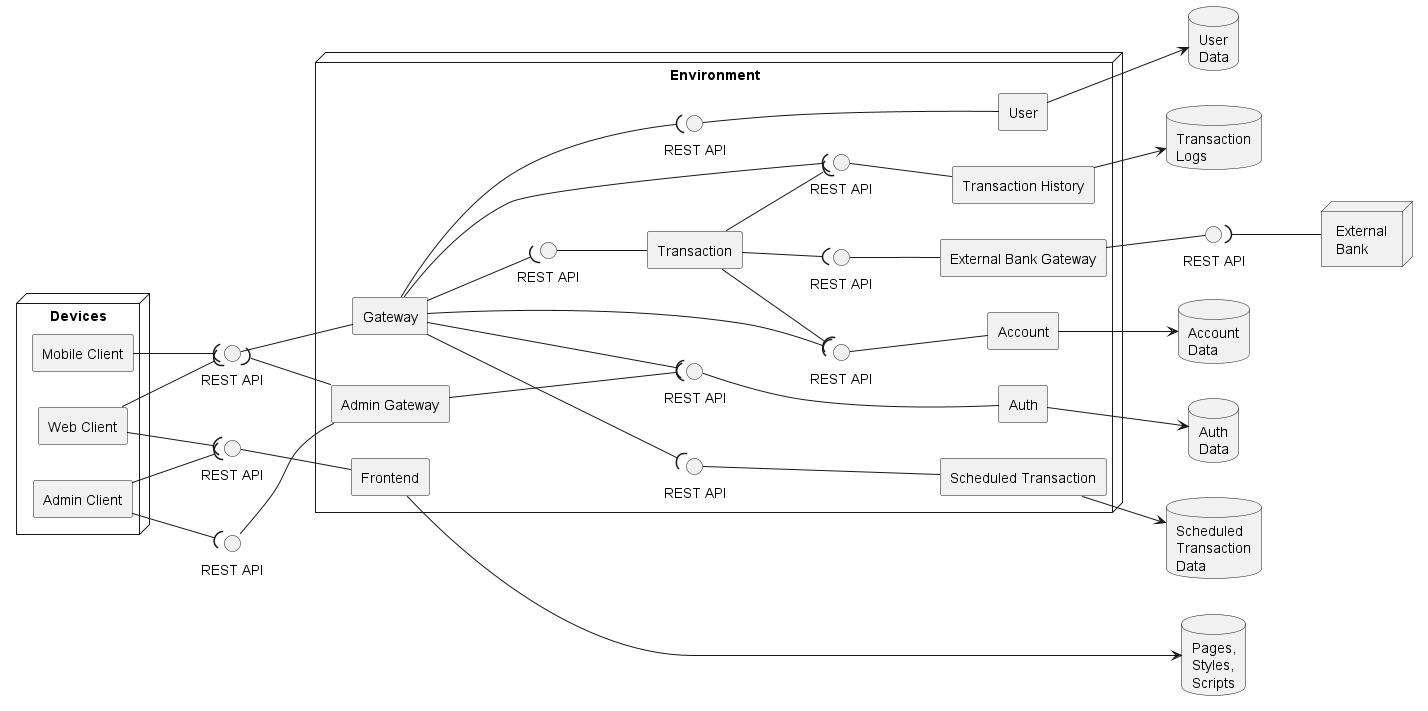 User
Data
Environment
User
REST API
Transaction
Logs
Transaction History
REST API
External
Bank
Transaction
REST API
External Bank Gateway
REST API
REST API
Devices
Gateway
Account
Account
Data
Mobile Client
REST API
REST API
Admin Gateway
REST API
Auth
Auth
Data
Web Client
REST API
Frontend
REST API
Scheduled Transaction
Admin Client
REST API
Scheduled
Transaction
Data
Pages,
Styles,
Scripts